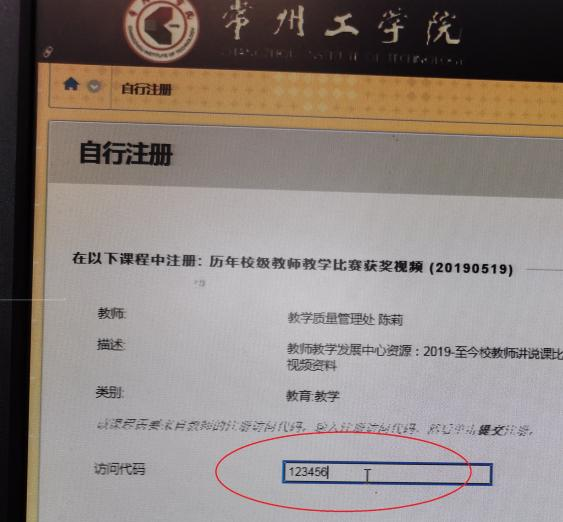 常州工学院
CHANGZHOU INSTITUTE OF TECHNOLOGY
自行注册
自行注册
在以下课程中注册: 历年校级教师教学比赛获奖视频 (20190519)
教师: 教学质量管理处 陈莉
描述: 教师教学发展中心资源：2019-至今校教师讲说课比
视频资料
类别: 教育:教学
该课程需要来自教师的注册访问代码。输入注册访问代码，然后单击提交注册。
访问代码 123456